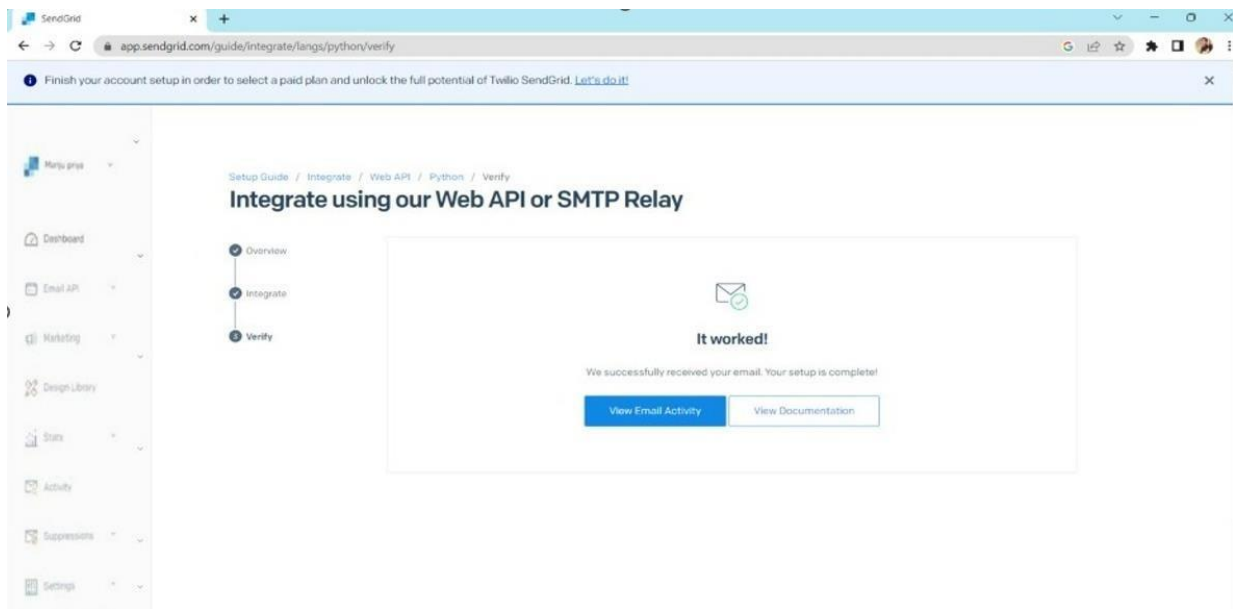 SendGrid
app.sendgrid.com/guide/integrate/langs/python/verify
Finish your account setup in order to select a paid plan and unlock the full potential of Twilio SendGrid. Let's do it!
Setup Guide / Integrate / Web API / Python / Verify
Integrate using our Web API or SMTP Relay
Dashboard
Email API
Marketing
Design Library
Stats
Activity
Suppressions
Settings
Overview
Integrate
3 Verify
It worked!
We successfully received your email. Your setup is complete!
View Email Activity
View Documentation